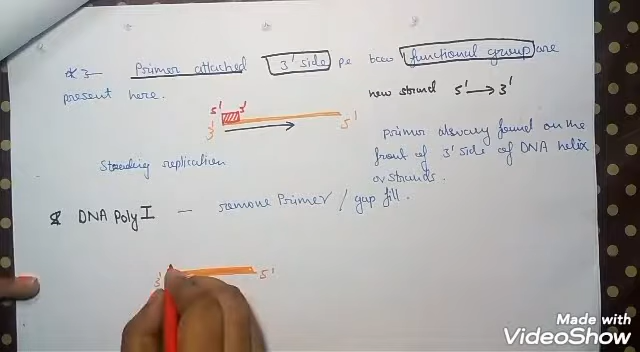 *3 — Primer attached 3' side pe bcoz functional group are
present here.
new strand 5' → 3'
5' 3'
3' 5'
primer alevary found on the
front of 3' side of DNA helix
or strands.
Standing replication
* DNA Poly I — remove Primer / gap fill.
3' 5'
Made with
VideoShow